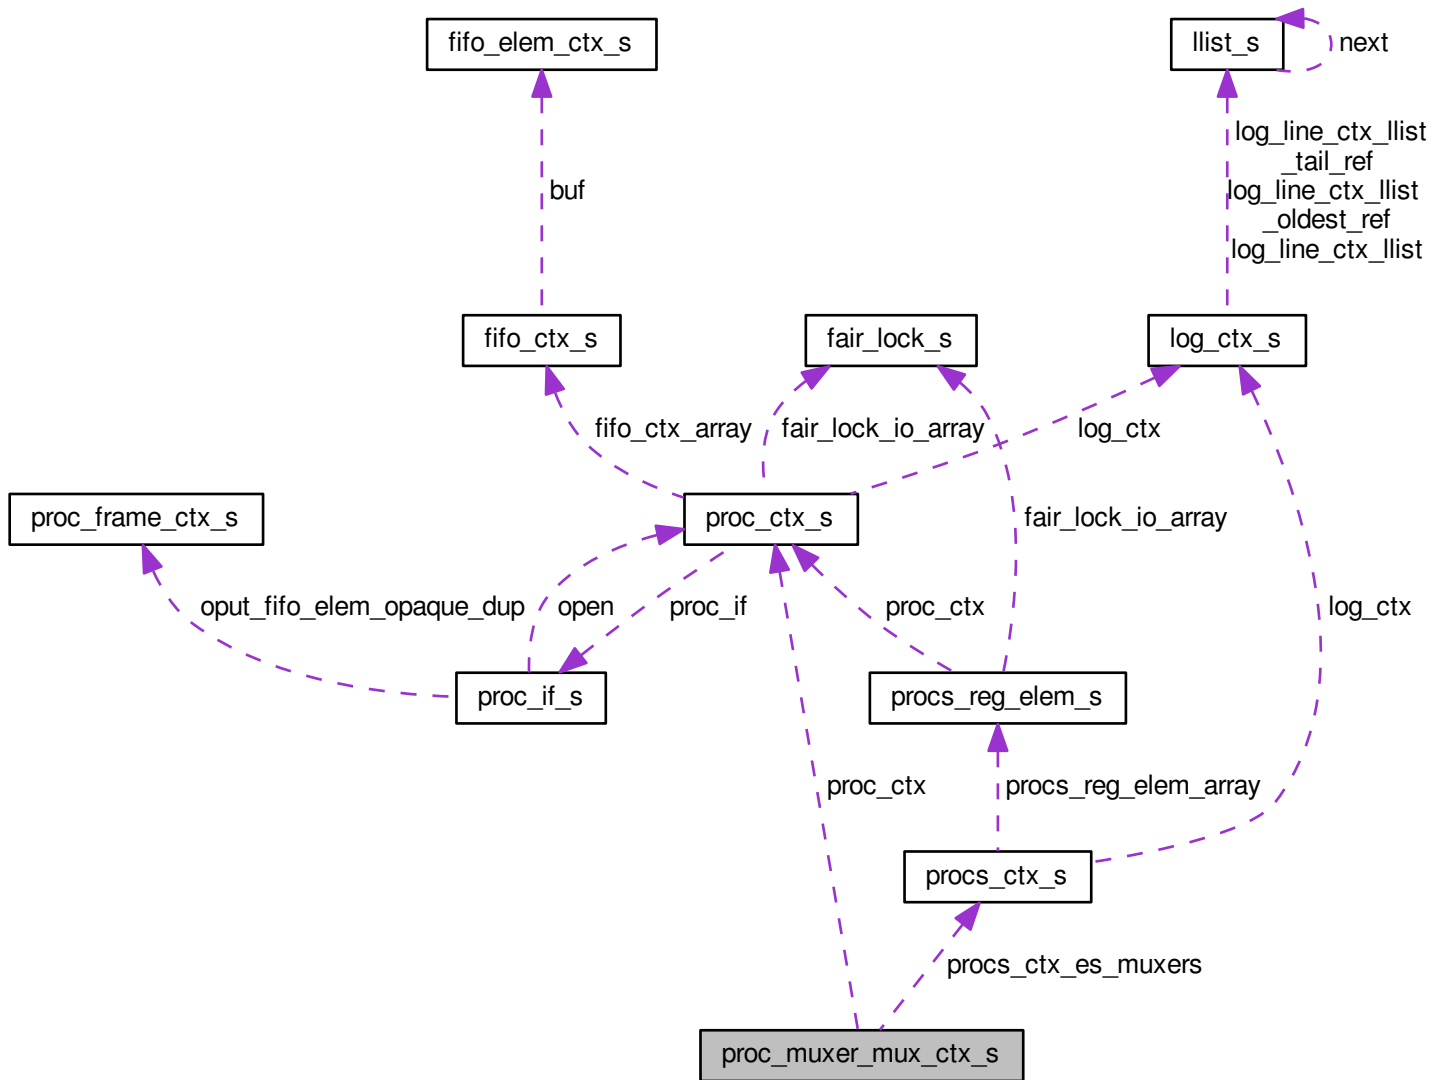 fifo_elem_ctx_s
llist_s
next
log_line_ctx_llist
_tail_ref
log_line_ctx_llist
_oldest_ref
log_line_ctx_llist
buf
fifo_ctx_s
fair_lock_s
log_ctx_s
fifo_ctx_array
fair_lock_io_array
log_ctx
proc_frame_ctx_s
proc_ctx_s
fair_lock_io_array
oput_fifo_elem_opaque_dup
open
proc_if
proc_ctx
log_ctx
proc_if_s
procs_reg_elem_s
proc_ctx
procs_reg_elem_array
procs_ctx_s
procs_ctx_es_muxers
proc_muxer_mux_ctx_s